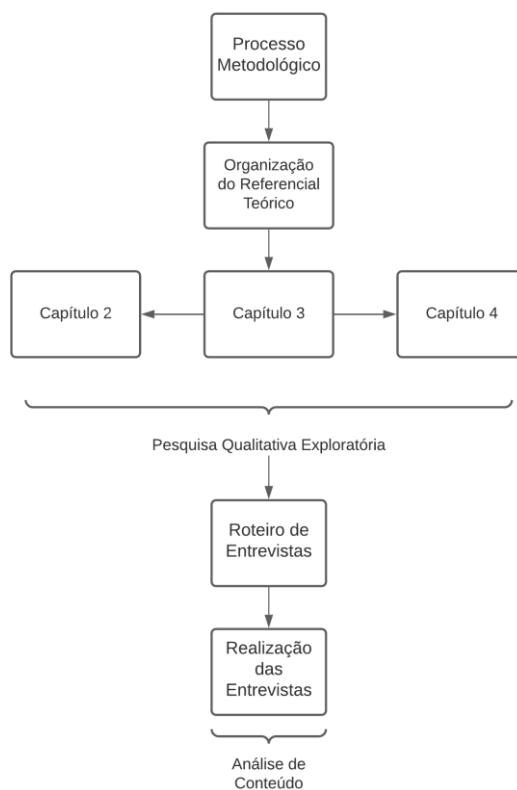 Processo
Metodológico
Organização
do Referencial
Teórico
Capítulo 2
Capítulo 3
Capítulo 4
Pesquisa Qualitativa Exploratória
Roteiro de
Entrevistas
Realização
das
Entrevistas
Análise de
Conteúdo